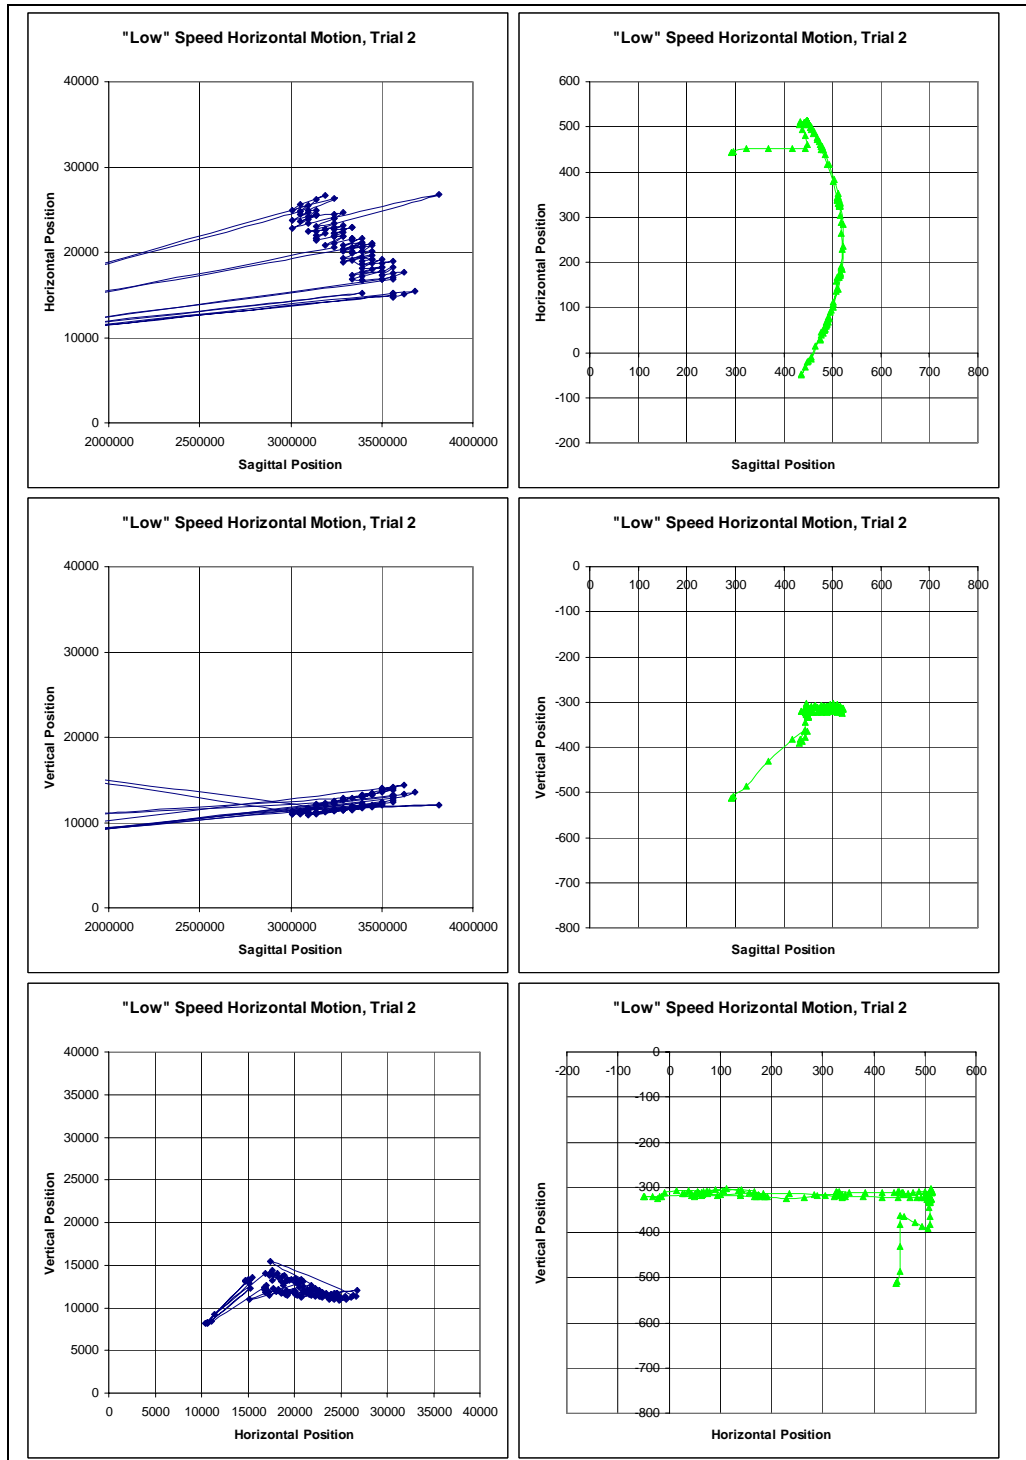 "Low" Speed Horizontal Motion, Trial 2
40000
30000
20000
10000
0
2000000 2500000 3000000 3500000 4000000
Horizontal Position
Sagittal Position
"Low" Speed Horizontal Motion, Trial 2
600
500
400
300
200
100
0
-100
-200
0 100 200 300 400 500 600 700 800
Horizontal Position
Sagittal Position
"Low" Speed Horizontal Motion, Trial 2
40000
30000
20000
10000
0
2000000 2500000 3000000 3500000 4000000
Vertical Position
Sagittal Position
"Low" Speed Horizontal Motion, Trial 2
0
-100
-200
-300
-400
-500
-600
-700
-800
0 100 200 300 400 500 600 700 800
Vertical Position
Sagittal Position
"Low" Speed Horizontal Motion, Trial 2
40000
35000
30000
25000
20000
15000
10000
5000
0
0 5000 10000 15000 20000 25000 30000 35000 40000
Vertical Position
Horizontal Position
"Low" Speed Horizontal Motion, Trial 2
0
-100
-200
-300
-400
-500
-600
-700
-800
-200 -100 0 100 200 300 400 500 600
Vertical Position
Horizontal Position